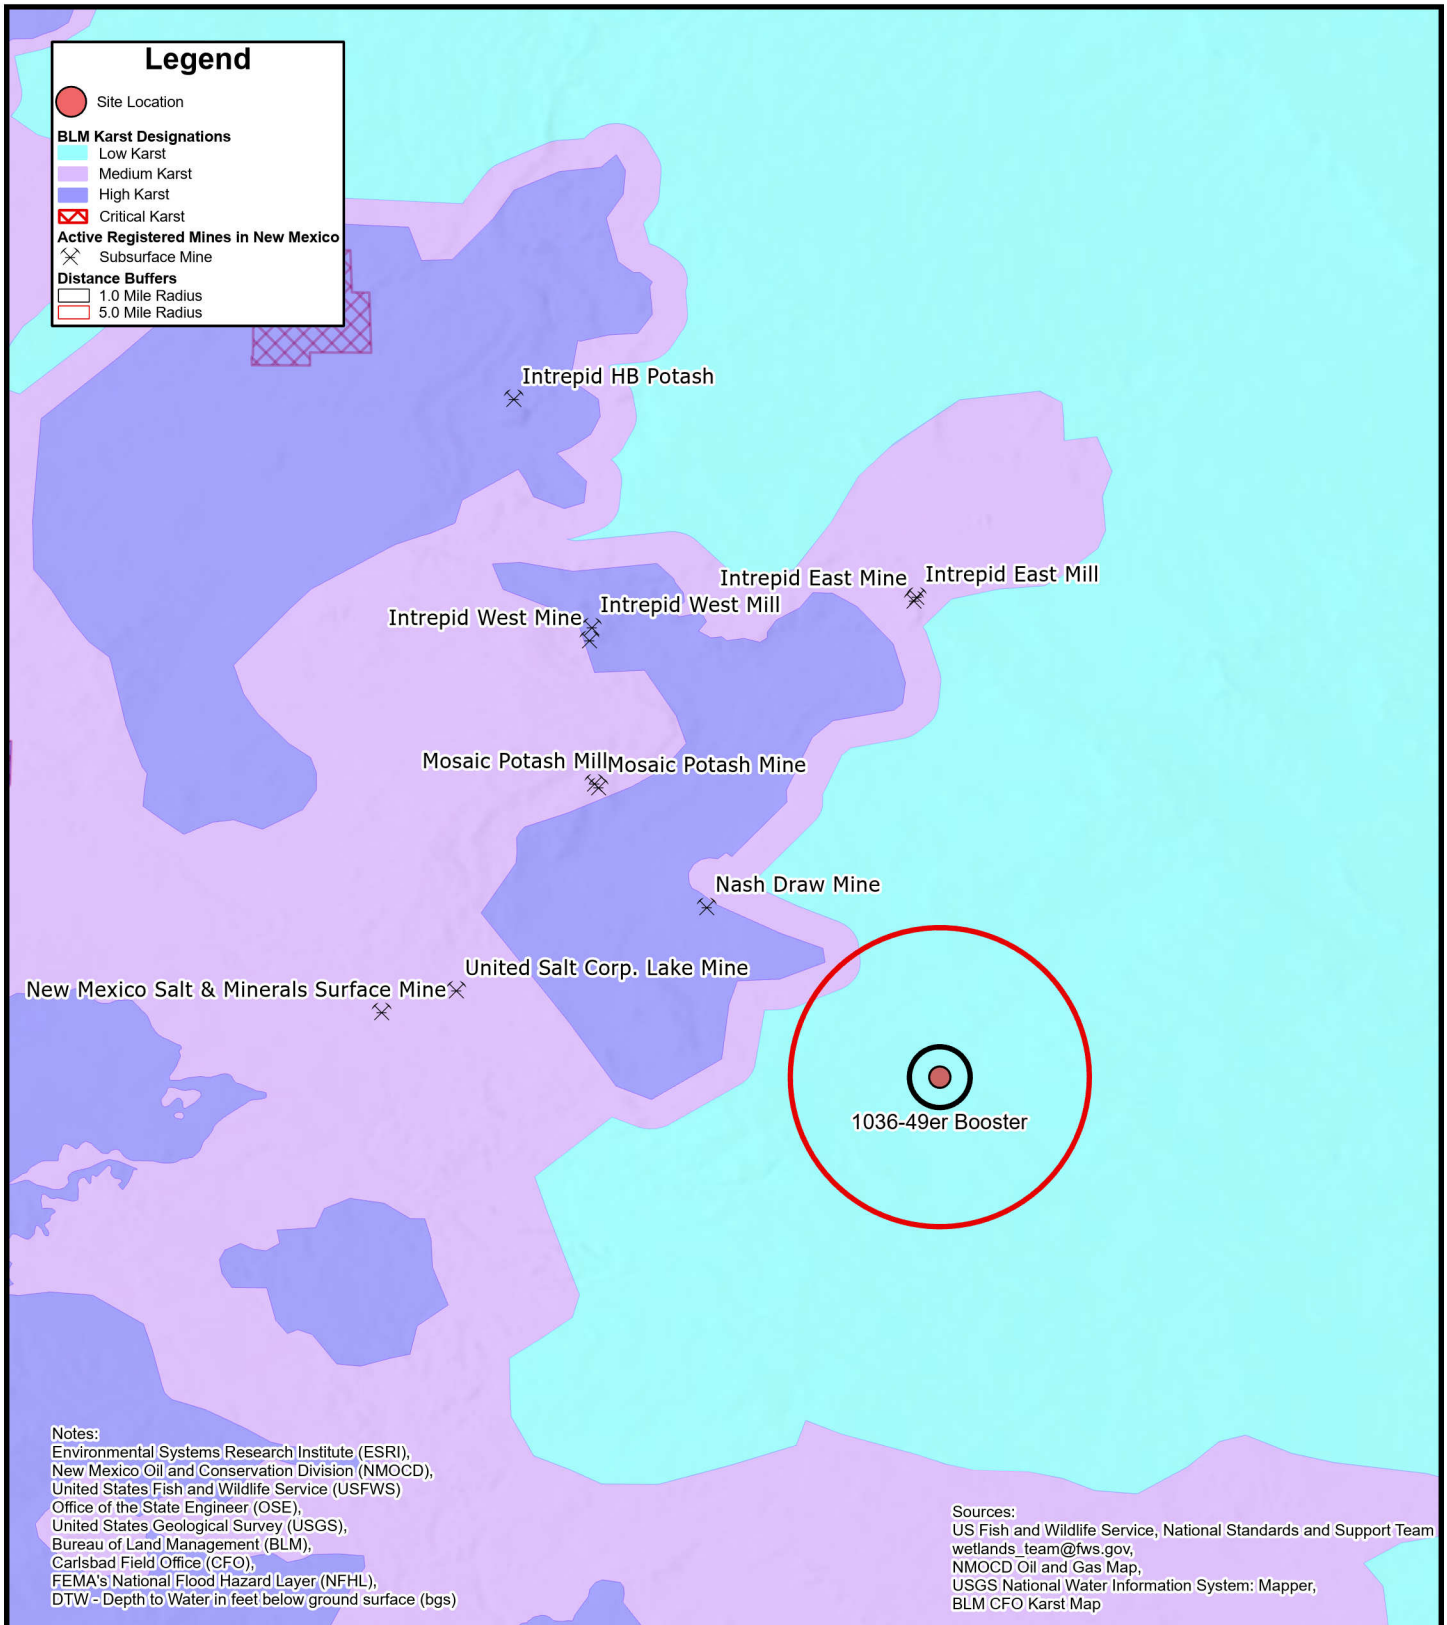 Legend
Site Location
BLM Karst Designations
Low Karst
Medium Karst
High Karst
Critical Karst
Active Registered Mines in New Mexico
Subsurface Mine
Distance Buffers
1.0 Mile Radius
5.0 Mile Radius
Intrepid HB Potash
Intrepid East Mine
Intrepid East Mill
Intrepid West Mine
Intrepid West Mill
Mosaic Potash Mill
Mosaic Potash Mine
Nash Draw Mine
United Salt Corp. Lake Mine
New Mexico Salt & Minerals Surface Mine
1036-49er Booster
Notes:
Environmental Systems Research Institute (ESRI),
New Mexico Oil and Conservation Division (NMOCD),
United States Fish and Wildlife Service (USFWS)
Office of the State Engineer (OSE),
United States Geological Survey (USGS),
Bureau of Land Management (BLM),
Carlsbad Field Office (CFO),
FEMA's National Flood Hazard Layer (NFHL),
DTW - Depth to Water in feet below ground surface (bgs)
Sources:
US Fish and Wildlife Service, National Standards and Support Team
wetlands_team@fws.gov,
NMOCD Oil and Gas Map,
USGS National Water Information System: Mapper,
BLM CFO Karst Map